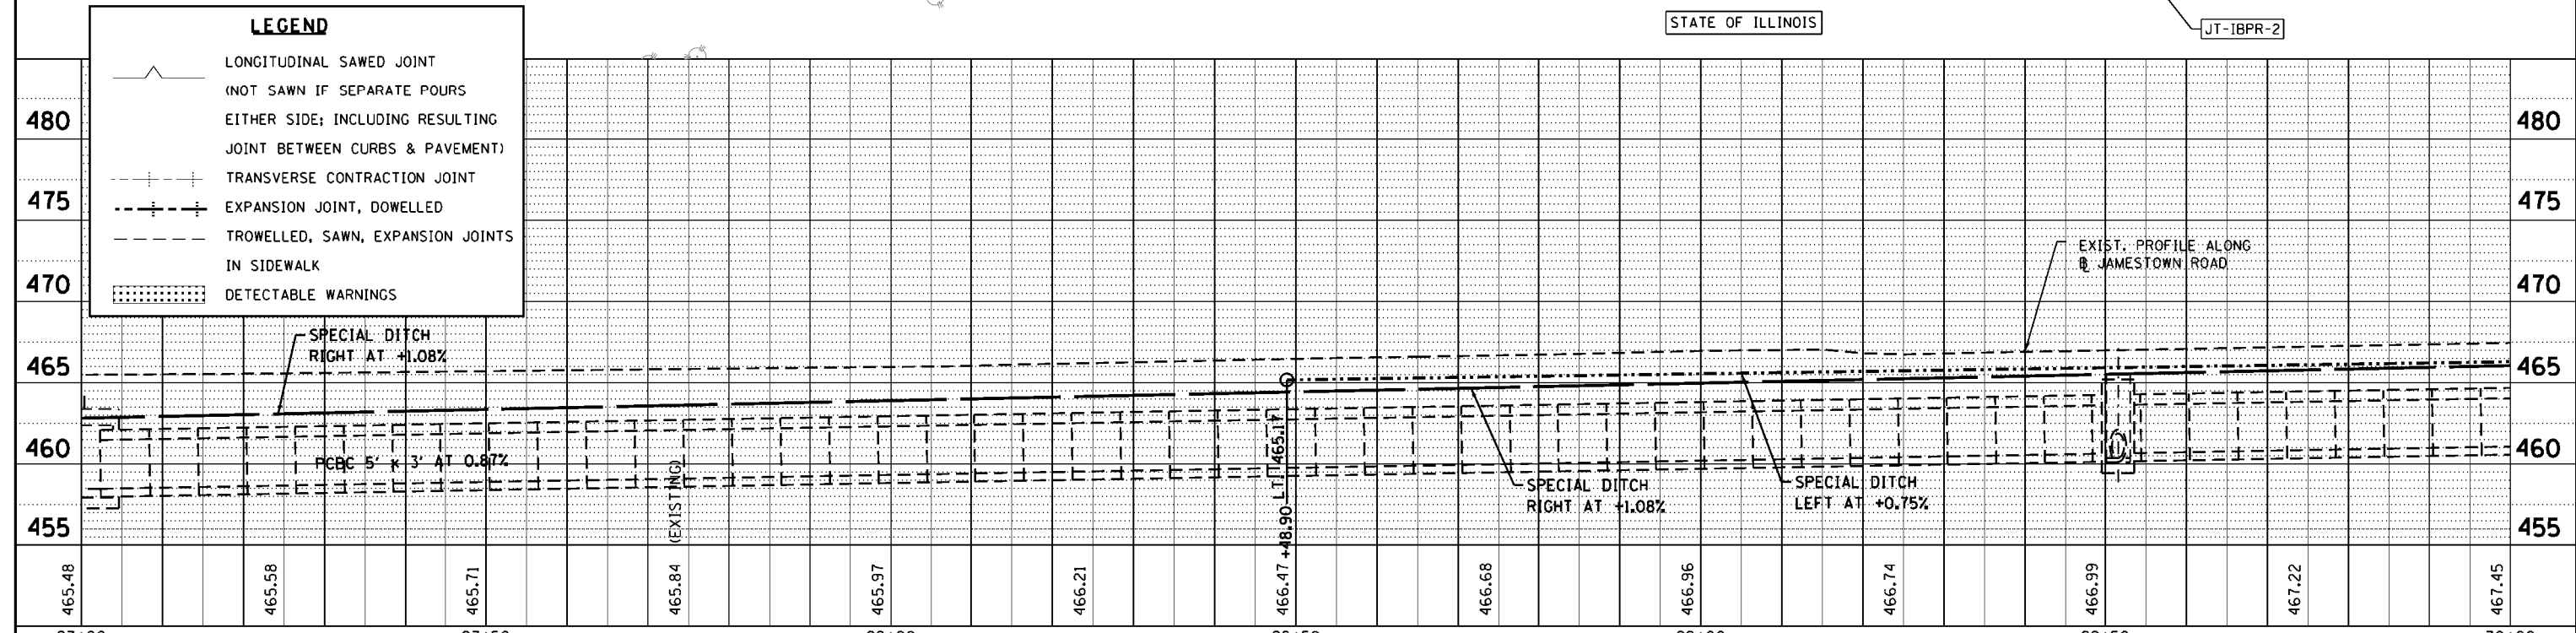 LEGEND
LONGITUDINAL SAWED JOINT
(NOT SAWN IF SEPARATE POURS
EITHER SIDE; INCLUDING RESULTING
JOINT BETWEEN CURBS & PAVEMENT)
TRANSVERSE CONTRACTION JOINT
EXPANSION JOINT, DOWELLED
TROWELLED, SAWN, EXPANSION JOINTS
IN SIDEWALK
DETECTABLE WARNINGS
STATE OF ILLINOIS
JT-IBPR-2
480
480
475
475
470
470
465
465
460
460
455
455
EXIST. PROFILE ALONG
℄ JAMESTOWN ROAD
SPECIAL DITCH
RIGHT AT +1.08%
PCBC 5' x 3' AT 0.87%
(EXISTING)
+48.90 LT. 465.17
SPECIAL DITCH
RIGHT AT +1.08%
SPECIAL DITCH
LEFT AT +0.75%
465.48
465.58
465.71
465.84
465.97
466.21
466.47
466.68
466.96
466.74
466.99
467.22
467.45